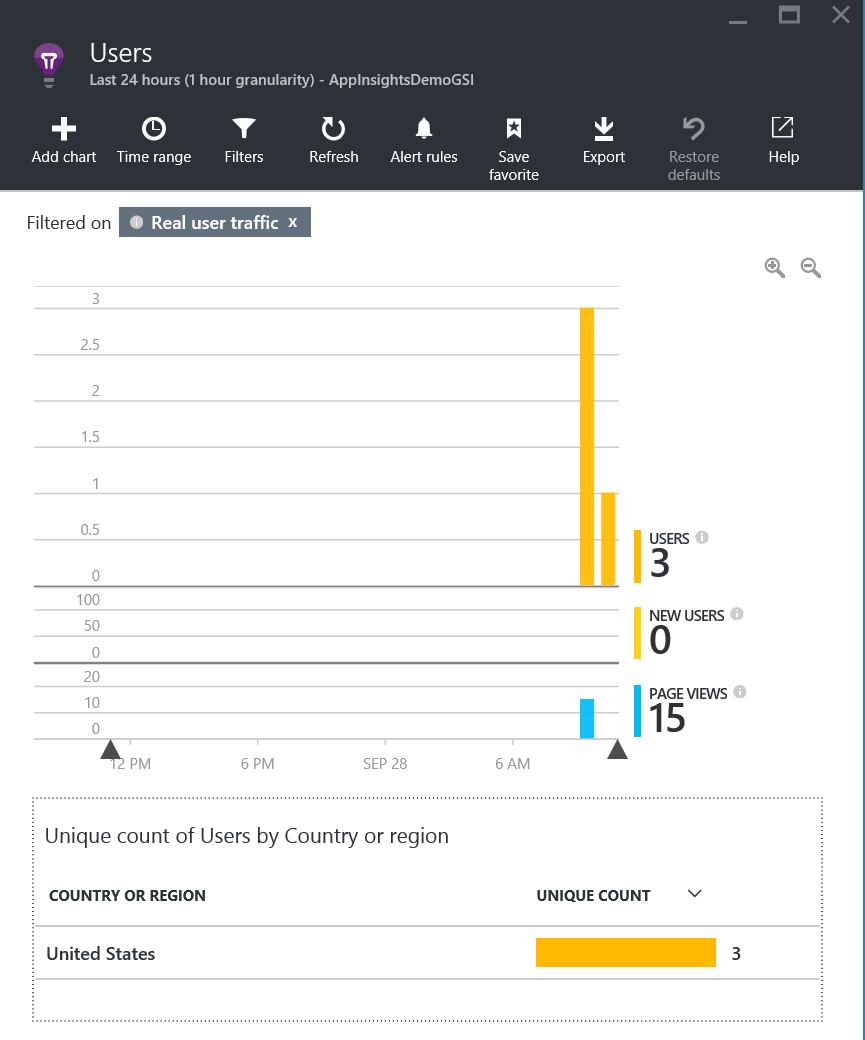 Users
Last 24 hours (1 hour granularity) - AppInsightsDemoGSI
Add chart
Time range
Filters
Refresh
Alert rules
Save favorite
Export
Restore defaults
Help
Filtered on
Real user traffic x
3
2.5
2
1.5
1
0.5
0
USERS
3
100
50
0
NEW USERS
0
20
10
0
PAGE VIEWS
15
12 PM
6 PM
SEP 28
6 AM
Unique count of Users by Country or region
COUNTRY OR REGION
UNIQUE COUNT
United States
3